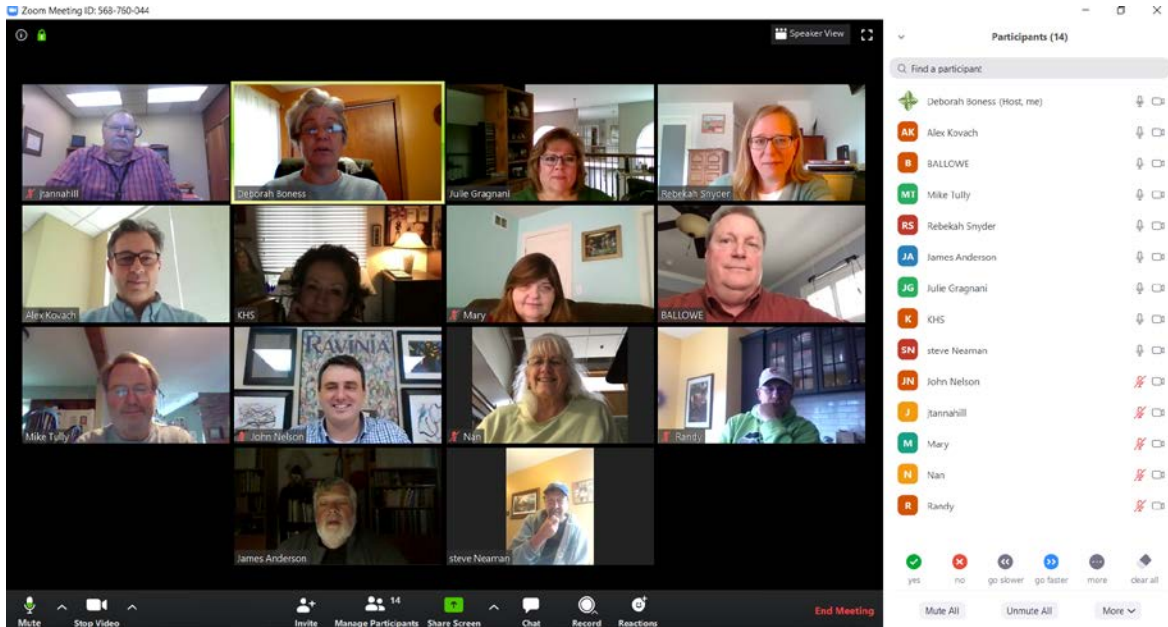 Zoom Meeting ID: 568-760-044
Speaker View
jtannahill
Deborah Boness
Julie Gragnani
Rebekah Snyder
Alex Kovach
KHS
Mary
BALLOWE
RAVINIA
Mike Tully
John Nelson
Nan
Randy
James Anderson
steve Neaman
Mute
Stop Video
Invite
Manage Participants
14
Share Screen
Chat
Record
Reactions
End Meeting
Participants (14)
Find a participant
Deborah Boness (Host, me)
AK Alex Kovach
B BALLOWE
MT Mike Tully
RS Rebekah Snyder
JA James Anderson
JG Julie Gragnani
K KHS
SN steve Neaman
JN John Nelson
J jtannahill
M Mary
N Nan
R Randy
yes no go slower go faster more clear all
Mute All Unmute All More